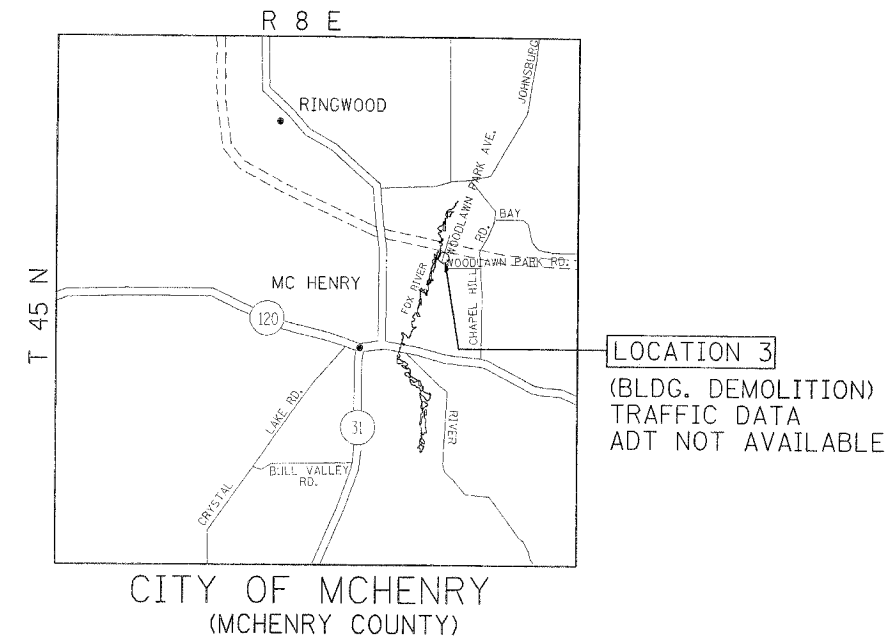 R 8 E
T 45 N
RINGWOOD
JOHNSBURG
WOODLAWN PARK AVE.
BAY
RD.
WOODLAWN PARK RD.
MC HENRY
FOX RIVER
CHAPEL HILL
120
LOCATION 3
(BLDG. DEMOLITION)
TRAFFIC DATA
ADT NOT AVAILABLE
31
RIVER
CRYSTAL LAKE RD.
BULL VALLEY
RD.
CITY OF MCHENRY
(MCHENRY COUNTY)